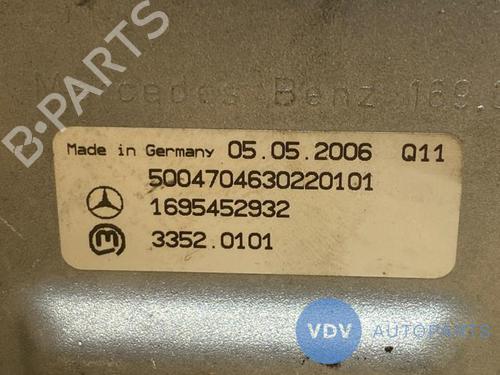 B-PARTS
Mercedes Benz 169
Made in Germany 05.05.2006 Q11
5004704630220101
1695452932
3352.0101
VDV AUTOPARTS